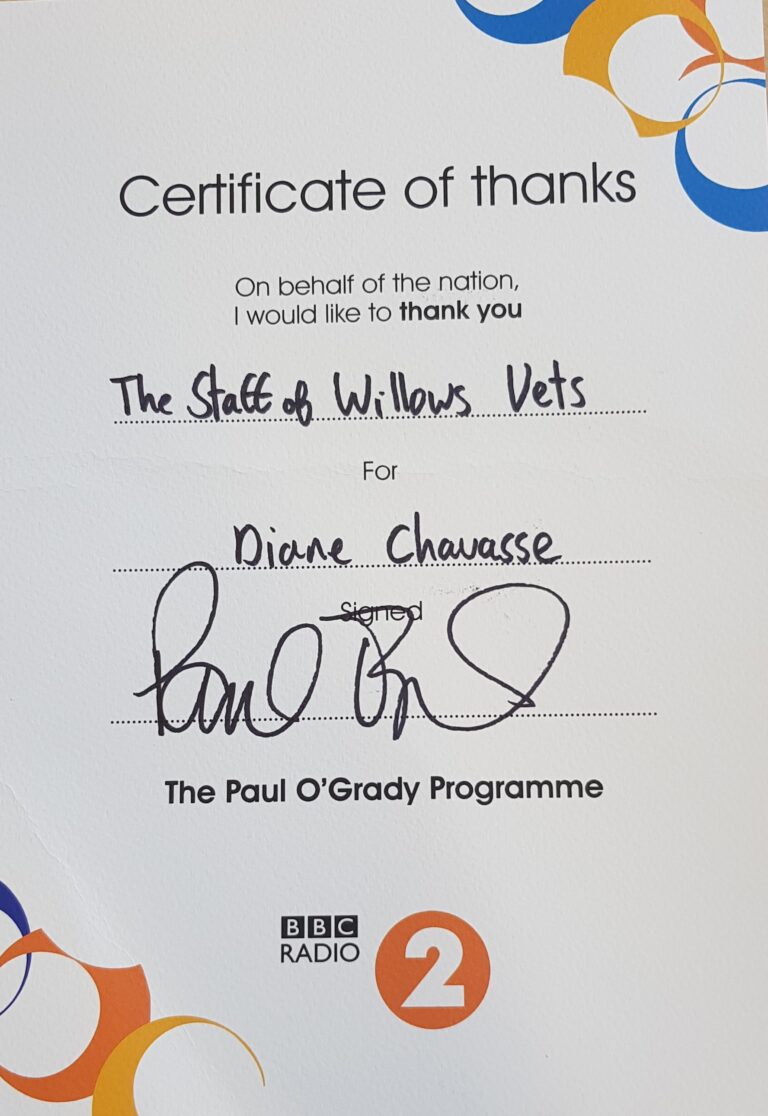 Certificate of thanks
On behalf of the nation,
I would like to thank you
The Staff of Willows Vets
For
Diane Chavasse
Signed
The Paul O'Grady Programme
BBC
RADIO 2